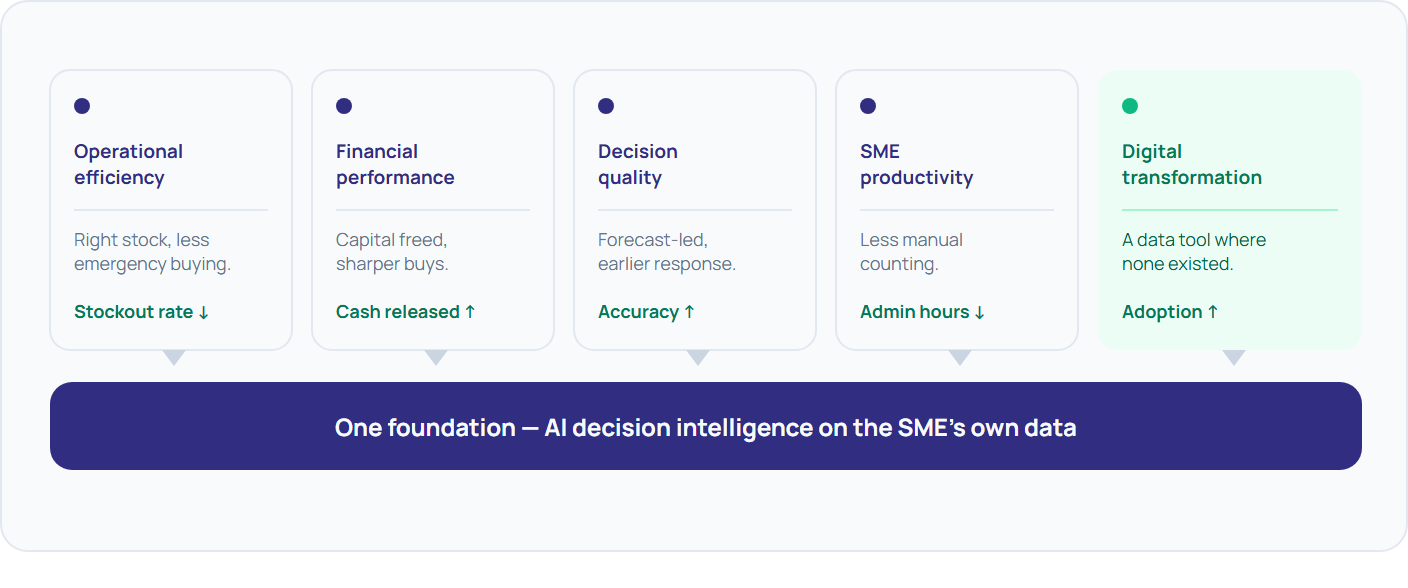 Operational
efficiency
Right stock, less
emergency buying.
Stockout rate ↓
Financial
performance
Capital freed,
sharper buys.
Cash released ↑
Decision
quality
Forecast-led,
earlier response.
Accuracy ↑
SME
productivity
Less manual
counting.
Admin hours ↓
Digital
transformation
A data tool where
none existed.
Adoption ↑
One foundation — AI decision intelligence on the SME’s own data